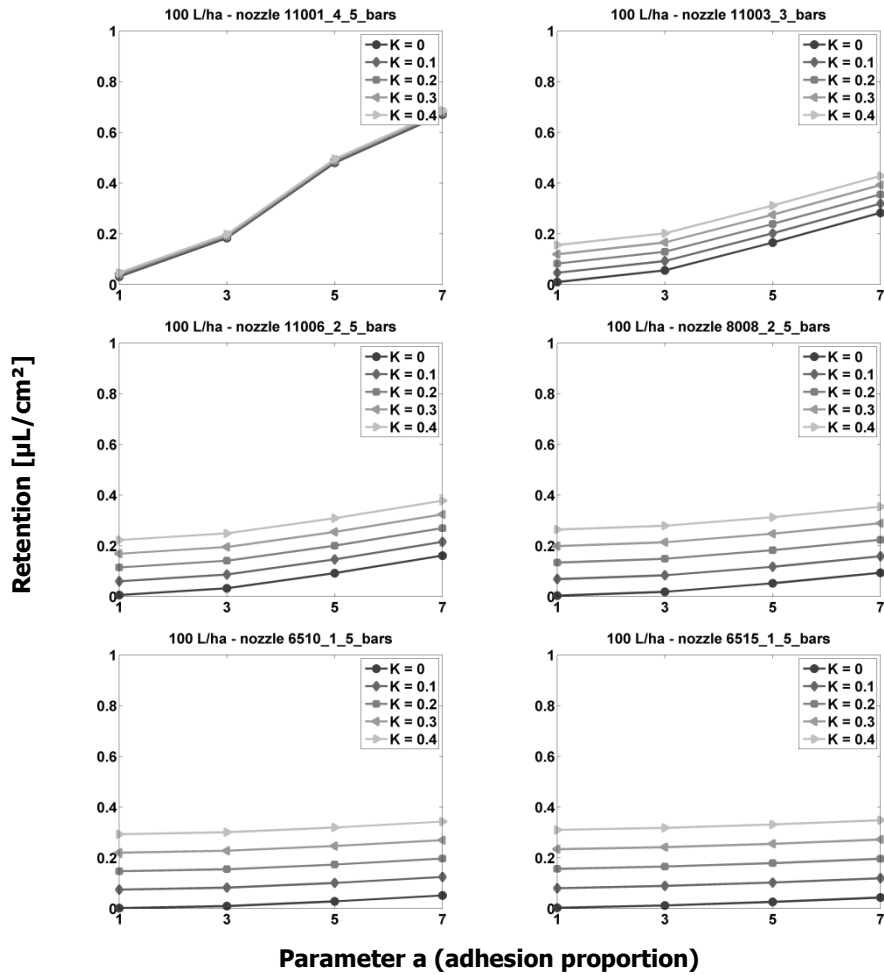 100 L/ha - nozzle 11001_4_5_bars
1
0.8
0.6
0.4
0.2
0
1 3 5 7
K = 0
K = 0.1
K = 0.2
K = 0.3
K = 0.4
100 L/ha - nozzle 11003_3_bars
1
0.8
0.6
0.4
0.2
0
1 3 5 7
K = 0
K = 0.1
K = 0.2
K = 0.3
K = 0.4
Retention [µL/cm²]
100 L/ha - nozzle 11006_2_5_bars
1
0.8
0.6
0.4
0.2
0
1 3 5 7
K = 0
K = 0.1
K = 0.2
K = 0.3
K = 0.4
100 L/ha - nozzle 8008_2_5_bars
1
0.8
0.6
0.4
0.2
0
1 3 5 7
K = 0
K = 0.1
K = 0.2
K = 0.3
K = 0.4
100 L/ha - nozzle 6510_1_5_bars
1
0.8
0.6
0.4
0.2
0
1 3 5 7
K = 0
K = 0.1
K = 0.2
K = 0.3
K = 0.4
100 L/ha - nozzle 6515_1_5_bars
1
0.8
0.6
0.4
0.2
0
1 3 5 7
K = 0
K = 0.1
K = 0.2
K = 0.3
K = 0.4
Parameter a (adhesion proportion)